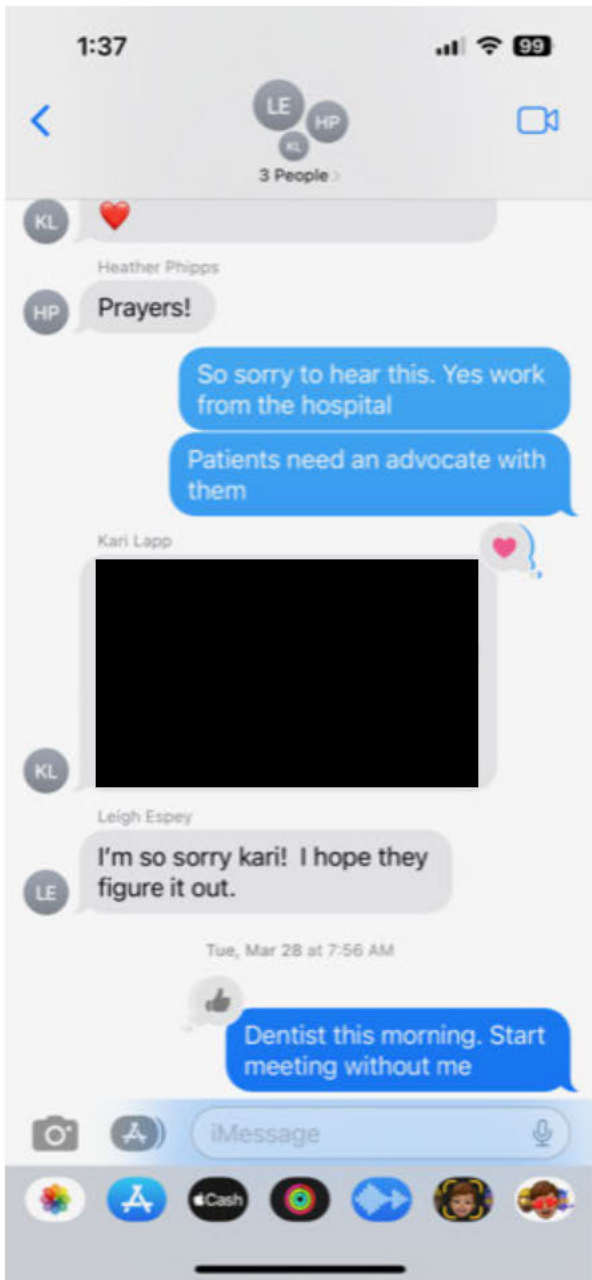 1:37
99
LE
HP
KL
3 People >
KL
❤️
Heather Phipps
HP
Prayers!
So sorry to hear this. Yes work
from the hospital
Patients need an advocate with
them
Kari Lapp
KL
Leigh Espey
I'm so sorry kari!  I hope they
figure it out.
LE
Tue, Mar 28 at 7:56 AM
Dentist this morning. Start
meeting without me
iMessage
Cash